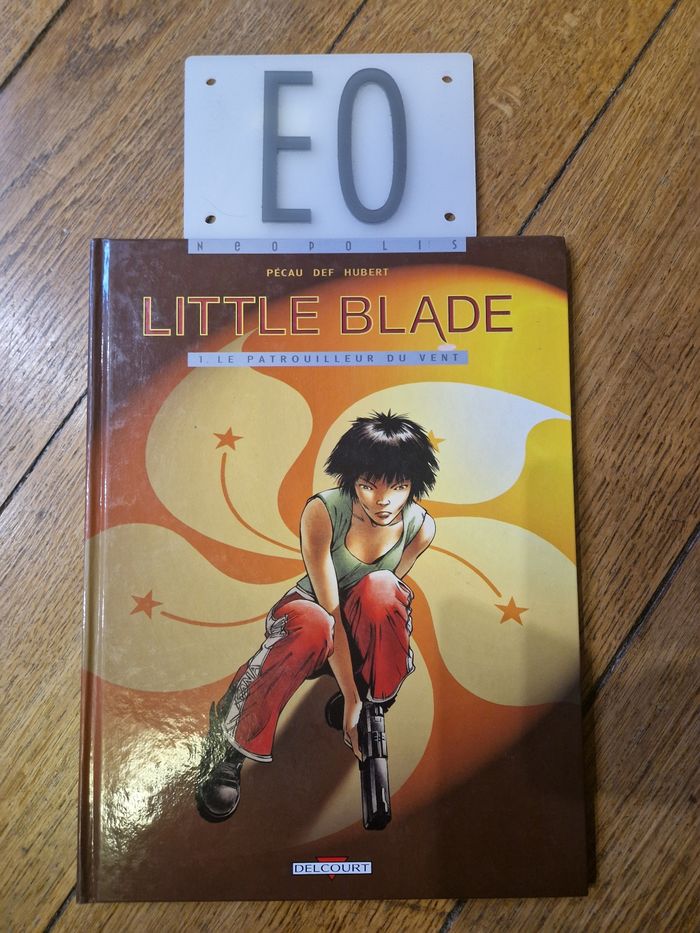 EO
NeOPOLIS
PÉCAU DEF HUBERT
LITTLE BLADE
1. LE PATROUILLEUR DU VENT
DELCOURT